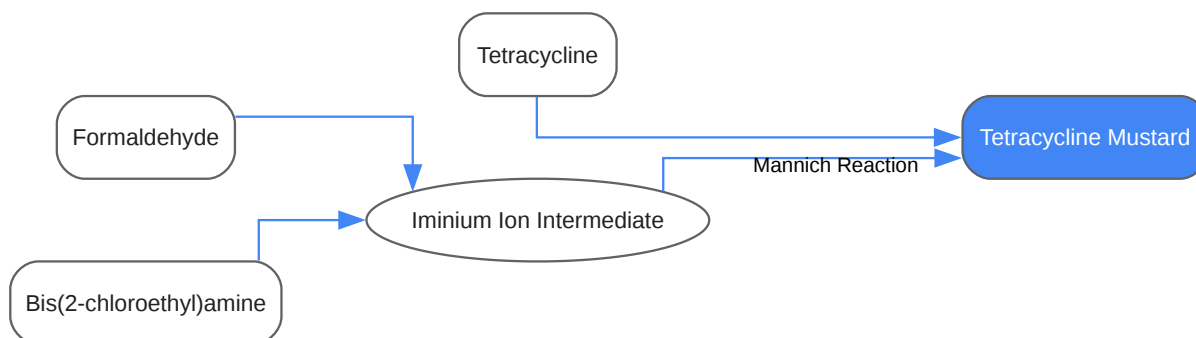 Tetracycline
Formaldehyde
Tetracycline Mustard
Mannich Reaction
Iminium Ion Intermediate
Bis(2-chloroethyl)amine